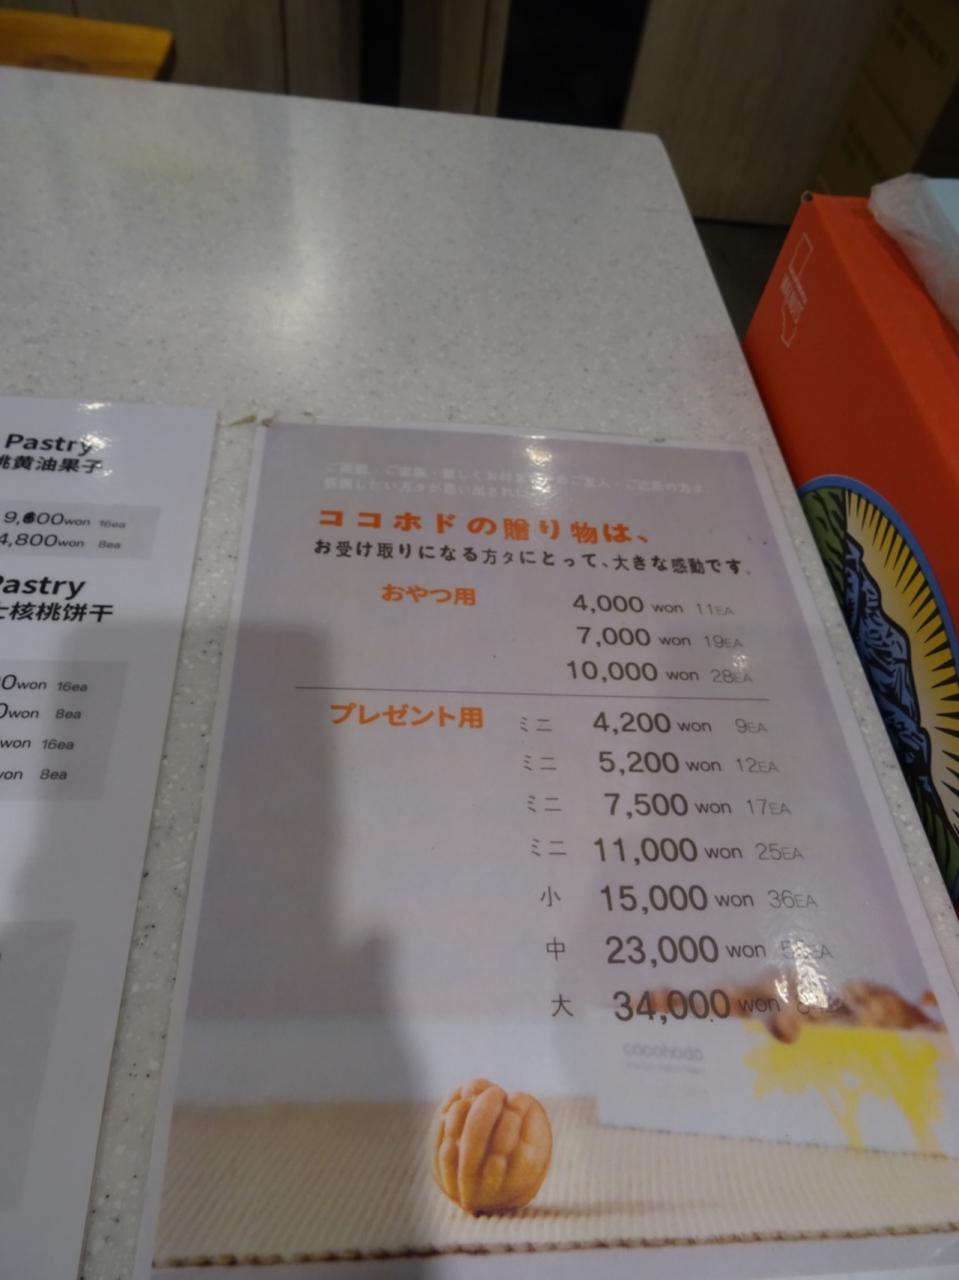 Pastry
桃黄油果子
9,600won 16ea
4,800won 8ea
Pastry
核桃饼干
0won 16ea
0won 8ea
won 16ea
won 8ea
ココホドの贈り物は、
お受け取りになる方々にとって、大きな感動です。
おやつ用
4,000 won 11EA
7,000 won 19EA
10,000 won 28EA
プレゼント用
ミニ 4,200 won 9EA
ミニ 5,200 won 12EA
ミニ 7,500 won 17EA
ミニ 11,000 won 25EA
小 15,000 won 36EA
中 23,000 won
大 34,000 won
cocohodo